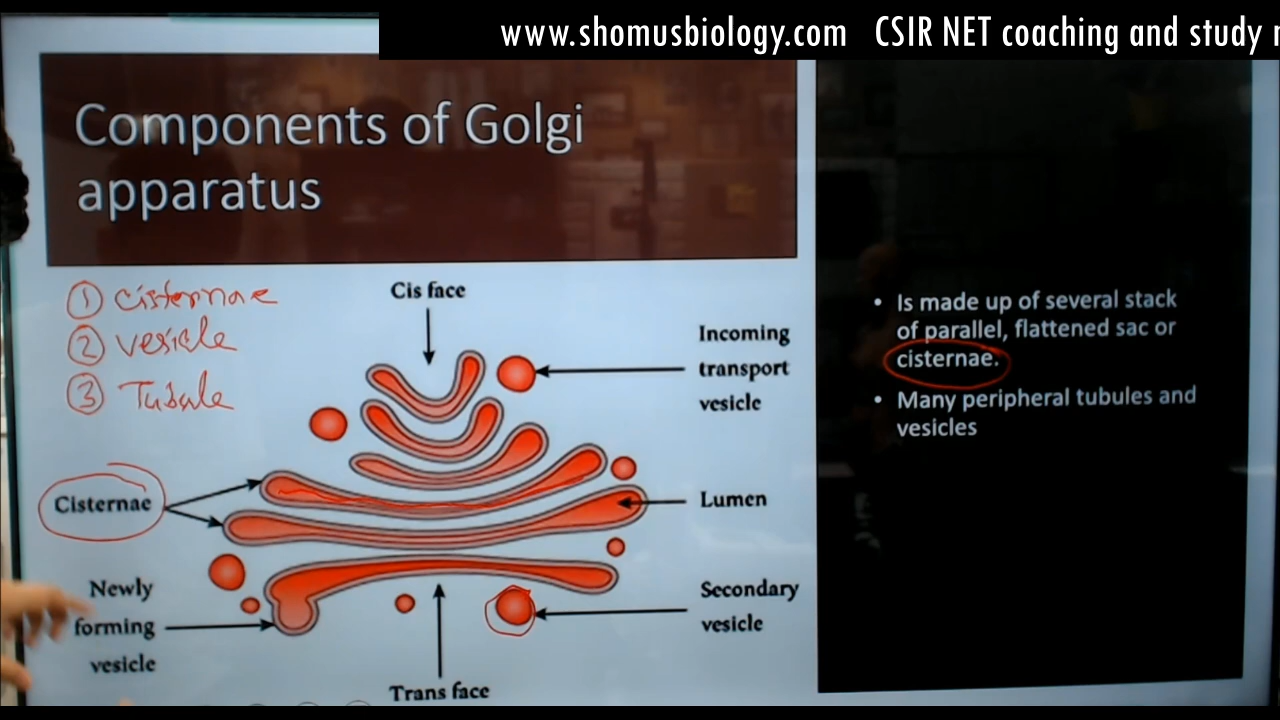 www.shomusbiology.com CSIR NET coaching and study
Components of Golgi
apparatus
① cisternae
② vesicle
③ Tubule
Cis face
Incoming
transport
vesicle
Cisternae
Lumen
Newly
forming
vesicle
Secondary
vesicle
Trans face
• Is made up of several stack
of parallel, flattened sac or
cisternae.
• Many peripheral tubules and
vesicles